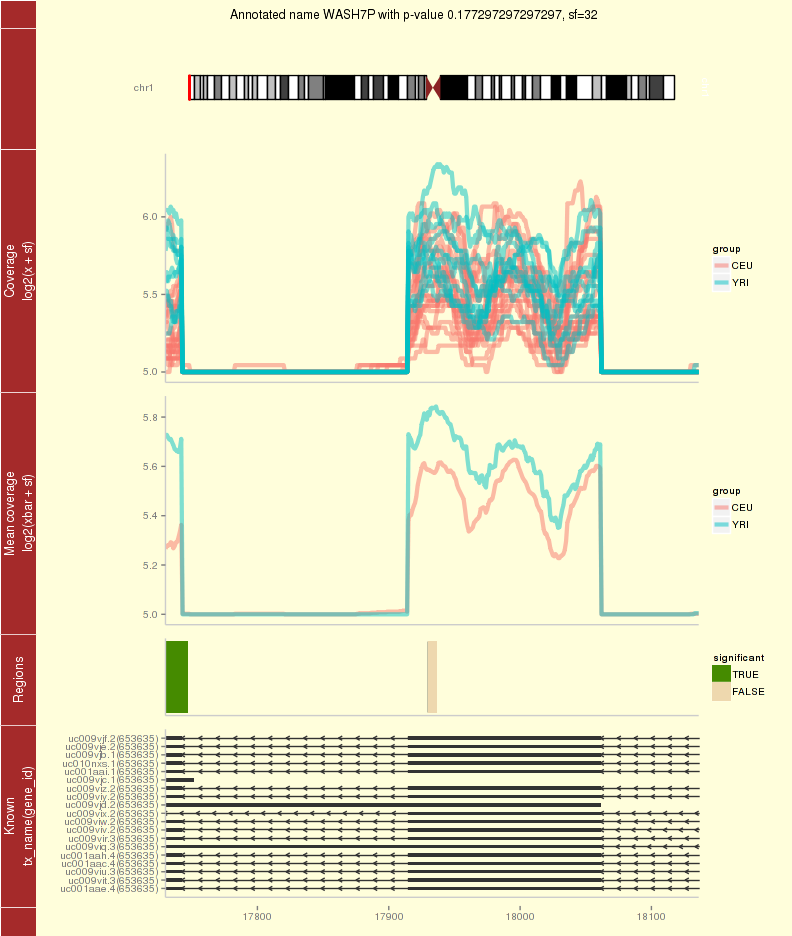 Annotated name WASH7P with p-value 0.177297297297297, sf=32
chr1
Coverage
log2(x + sf)
6.0
5.5
5.0
group
CEU
YRI
Mean coverage
log2(xbar + sf)
5.8
5.6
5.4
5.2
5.0
group
CEU
YRI
Regions
significant
TRUE
FALSE
Known
tx_name(gene_id)
uc009vjf.2(653635)
uc009vje.2(653635)
uc009vjb.1(653635)
uc010nxs.1(653635)
uc001aai.1(653635)
uc009vjc.1(653635)
uc009viz.2(653635)
uc009viy.2(653635)
uc009vjd.2(653635)
uc009vix.2(653635)
uc009viw.2(653635)
uc009viv.2(653635)
uc009vir.3(653635)
uc009viq.3(653635)
uc001aah.4(653635)
uc001aac.4(653635)
uc009viu.3(653635)
uc009vit.3(653635)
uc001aae.4(653635)
17800
17900
18000
18100